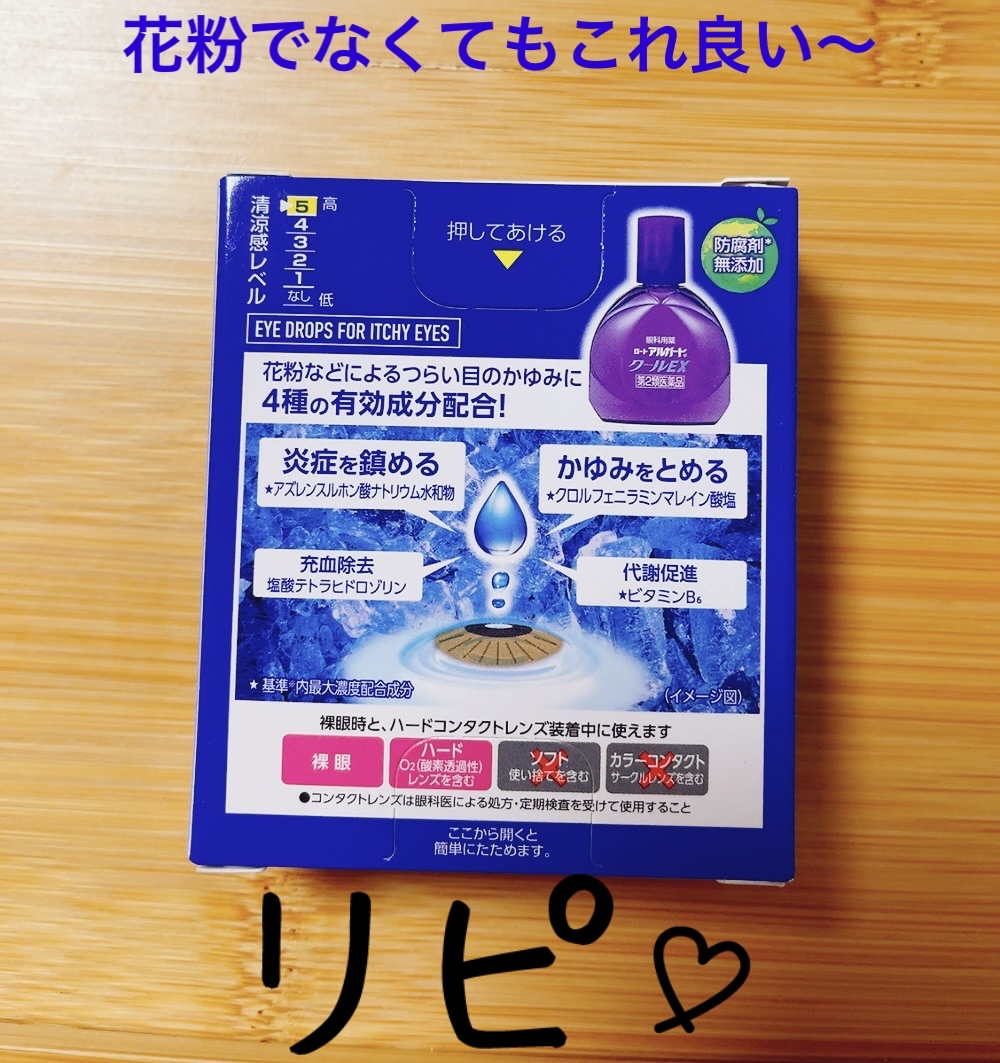 花粉でなくてもこれ良い〜
清涼感レベル
5 高
4
3
2
1
なし 低
押してあける
防腐剤*
無添加
EYE DROPS FOR ITCHY EYES
眼科用薬
ロートアルガード®
クールEX
第2類医薬品
花粉などによるつらい目のかゆみに
4種の有効成分配合!
炎症を鎮める
★アズレンスルホン酸ナトリウム水和物
かゆみをとめる
★クロルフェニラミンマレイン酸塩
充血除去
塩酸テトラヒドロゾリン
代謝促進
★ビタミンB₆
★基準※内最大濃度配合成分
(イメージ図)
裸眼時と、ハードコンタクトレンズ装着中に使えます
裸眼
ハード
O₂(酸素透過性)
レンズを含む
ソフト
使い捨てを含む
カラーコンタクト
サークルレンズを含む
●コンタクトレンズは眼科医による処方・定期検査を受けて使用すること
ここから開くと
簡単にたためます。
リピ♡